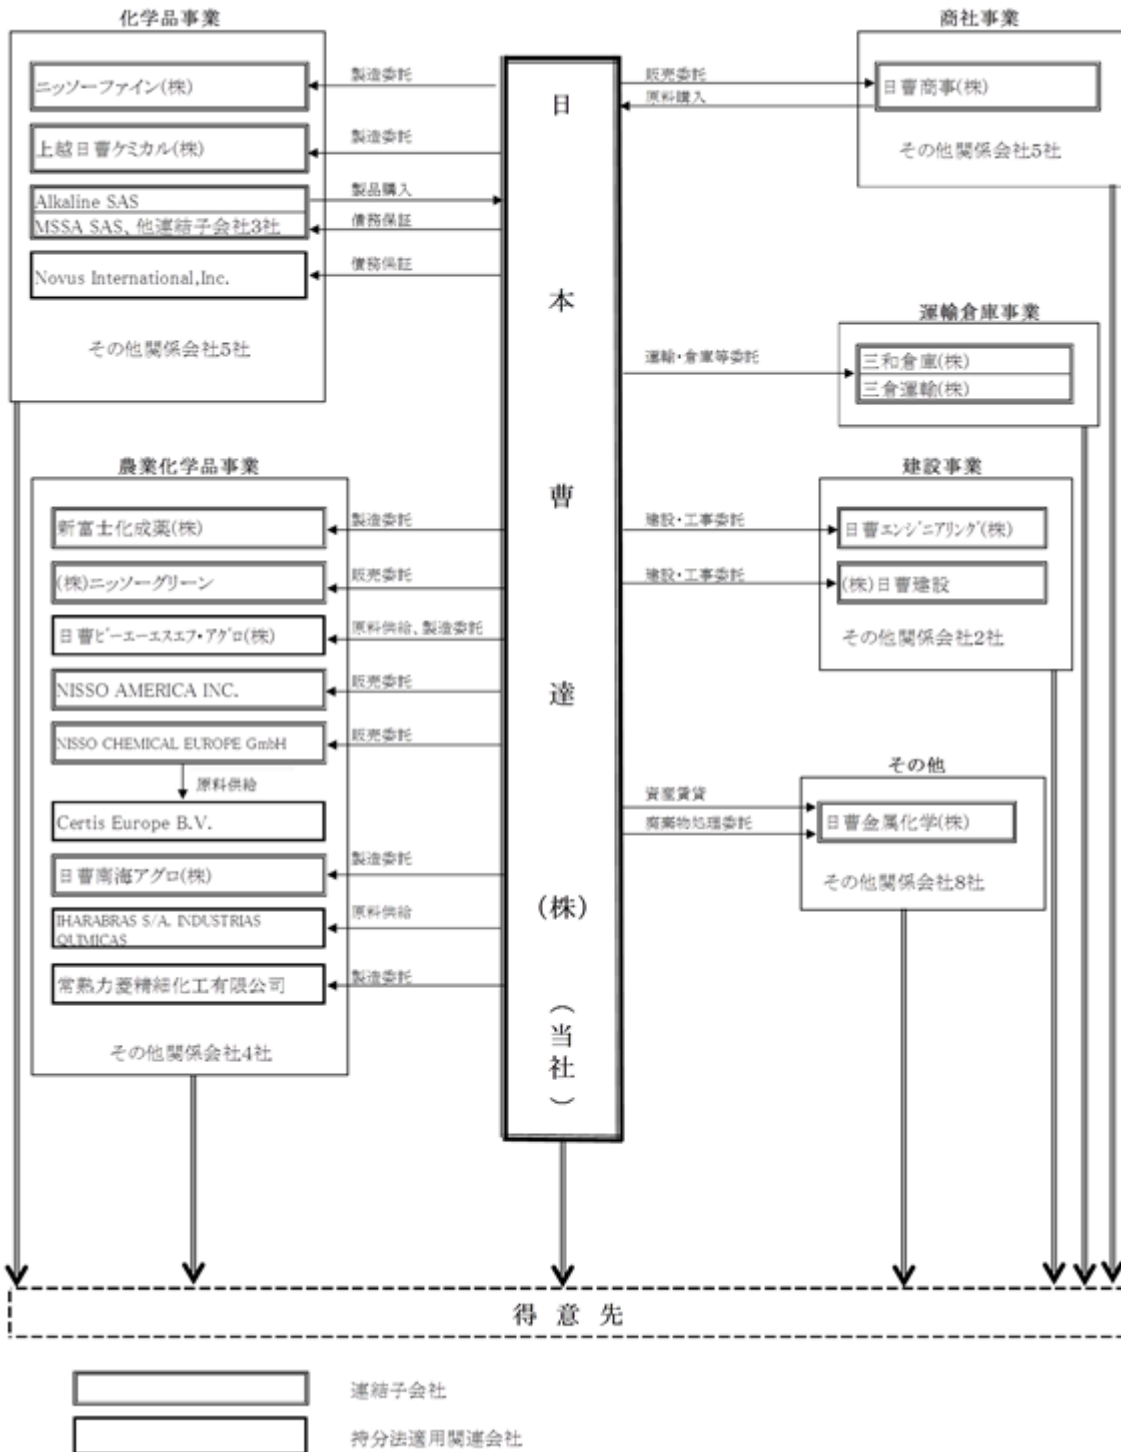 化学品事業
ニッソーファイン(株)
製造委託
上越日曹ケミカル(株)
製造委託
Alkaline SAS
製品購入
MSSA SAS、他連結子会社3社
債務保証
Novus International,Inc.
債務保証
その他関係会社5社
農業化学品事業
新富士化成薬(株)
製造委託
(株)ニッソーグリーン
販売委託
日曹ビーエーエスエフ・アグロ(株)
原料供給、製造委託
NISSO AMERICA INC.
販売委託
NISSO CHEMICAL EUROPE GmbH
販売委託
原料供給
Certis Europe B.V.
日曹南海アグロ(株)
製造委託
IHARABRAS S/A. INDUSTRIAS
QUIMICAS
原料供給
常熟力菱精細化工有限公司
製造委託
その他関係会社4社
日本曹達(株)(当社)
商社事業
販売委託
原料購入
日曹商事(株)
その他関係会社5社
運輸倉庫事業
運輸・倉庫等委託
三和倉庫(株)
三倉運輸(株)
建設事業
建設・工事委託
日曹エンジニアリング(株)
建設・工事委託
(株)日曹建設
その他関係会社2社
その他
資産賃貸
廃棄物処理委託
日曹金属化学(株)
その他関係会社8社
得意先
連結子会社
持分法適用関連会社